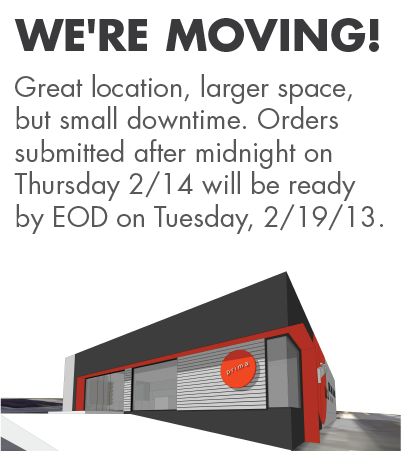 WE'RE MOVING!
Great location, larger space,
but small downtime. Orders
submitted after midnight on
Thursday 2/14 will be ready
by EOD on Tuesday, 2/19/13.
prima